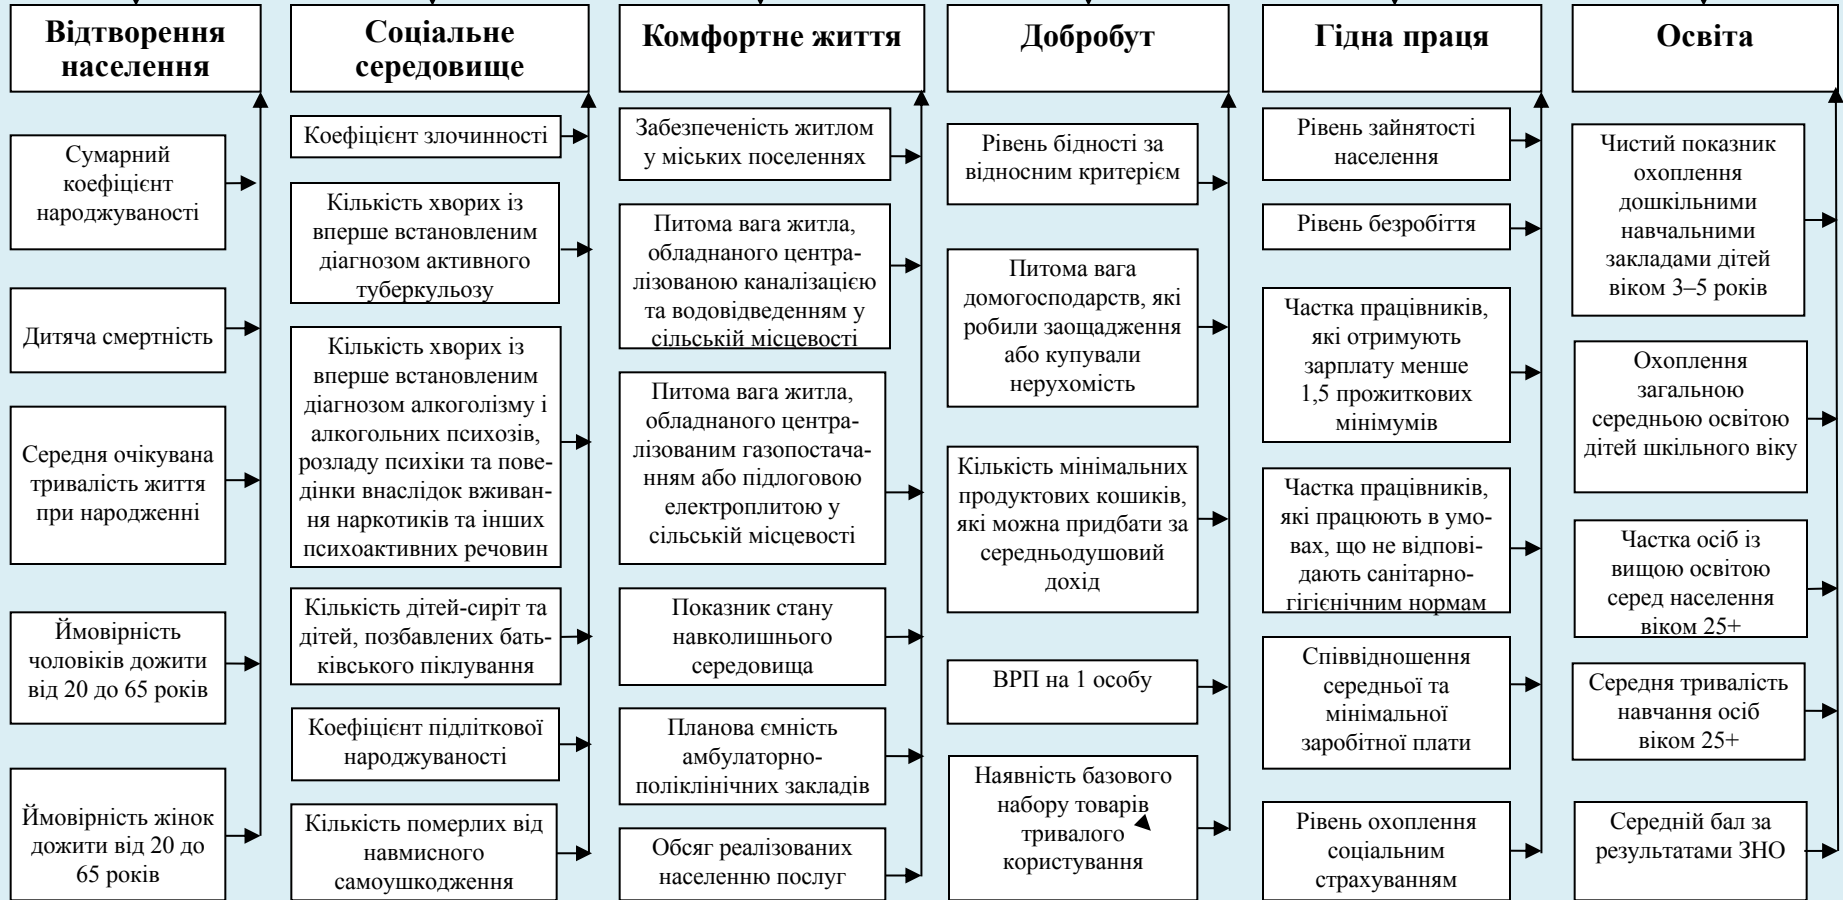 Відтворення
населення
Сумарний
коефіцієнт
народжуваності
Дитяча смертність
Середня очікувана
тривалість життя
при народженні
Ймовірність
чоловіків дожити
від 20 до 65 років
Ймовірність жінок
дожити від 20 до
65 років
Соціальне
середовище
Коефіцієнт злочинності
Кількість хворих із
вперше встановленим
діагнозом активного
туберкульозу
Кількість хворих із
вперше встановленим
діагнозом алкоголізму і
алкогольних психозів,
розладу психіки та пове-
дінки внаслідок вживан-
ня наркотиків та інших
психоактивних речовин
Кількість дітей-сиріт та
дітей, позбавлених бать-
ківського піклування
Коефіцієнт підліткової
народжуваності
Кількість померлих від
навмисного
самоушкодження
Комфортне життя
Забезпеченість житлом
у міських поселеннях
Питома вага житла,
обладнаного центра-
лізованою каналізацією
та водовідведенням у
сільській місцевості
Питома вага житла,
обладнаного центра-
лізованим газопостача-
нням або підлоговою
електроплитою у
сільській місцевості
Показник стану
навколишнього
середовища
Планова ємність
амбулаторно-
поліклінічних закладів
Обсяг реалізованих
населенню послуг
Добробут
Рівень бідності за
відносним критерієм
Питома вага
домогосподарств, які
робили заощадження
або купували
нерухомість
Кількість мінімальних
продуктових кошиків,
які можна придбати за
середньодушовий
дохід
ВРП на 1 особу
Наявність базового
набору товарів
тривалого
користування
Гідна праця
Рівень зайнятості
населення
Рівень безробіття
Частка працівників,
які отримують
зарплату менше
1,5 прожиткових
мінімумів
Частка працівників,
які працюють в умо-
вах, що не відпові-
дають санітарно-
гігієнічним нормам
Співвідношення
середньої та
мінімальної
заробітної плати
Рівень охоплення
соціальним
страхуванням
Освіта
Чистий показник
охоплення
дошкільними
навчальними
закладами дітей
віком 3–5 років
Охоплення
загальною
середньою освітою
дітей шкільного віку
Частка осіб із
вищою освітою
серед населення
віком 25+
Середня тривалість
навчання осіб
віком 25+
Середній бал за
результатами ЗНО